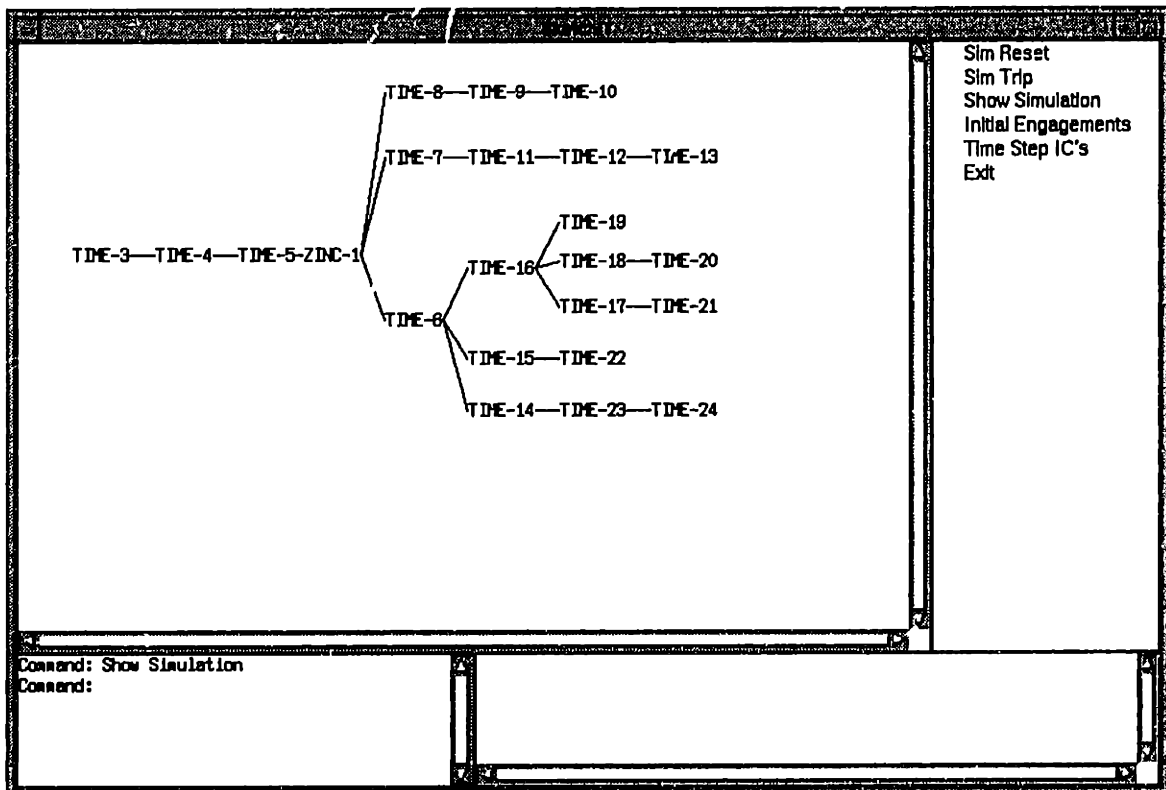 TIME-8—TIME-9—TIME-10
TIME-7—TIME-11—TIME-12—TIME-13
TIME-19
TIME-3—TIME-4—TIME-5-ZINC-1
TIME-16
TIME-18—TIME-20
TIME-17—TIME-21
TIME-6
TIME-15—TIME-22
TIME-14—TIME-23—TIME-24
Sim Reset
Sim Trip
Show Simulation
Initial Engagements
Time Step IC's
Exit
Command: Show Simulation
Command: